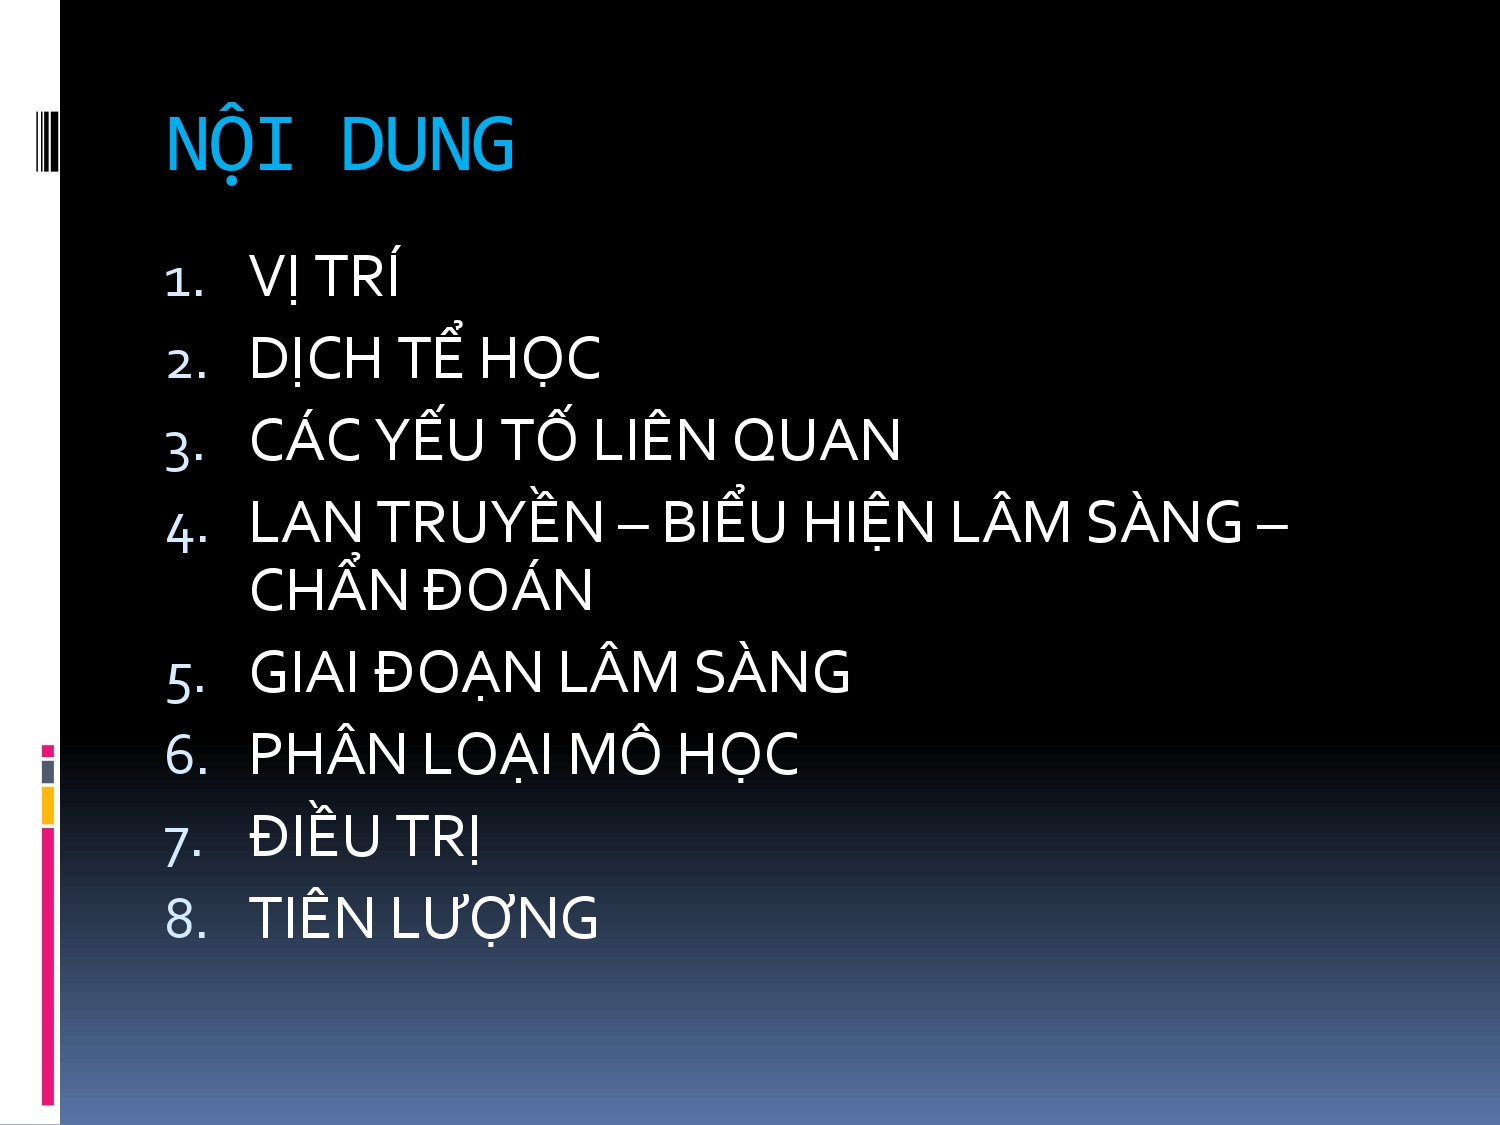 NỘI DUNG
1. VỊ TRÍ
2. DỊCH TỂ HỌC
3. CÁC YẾU TỐ LIÊN QUAN
4. LAN TRUYỀN – BIỂU HIỆN LÂM SÀNG –
CHẨN ĐOÁN
5. GIAI ĐOẠN LÂM SÀNG
6. PHÂN LOẠI MÔ HỌC
7. ĐIỀU TRỊ
8. TIÊN LƯỢNG